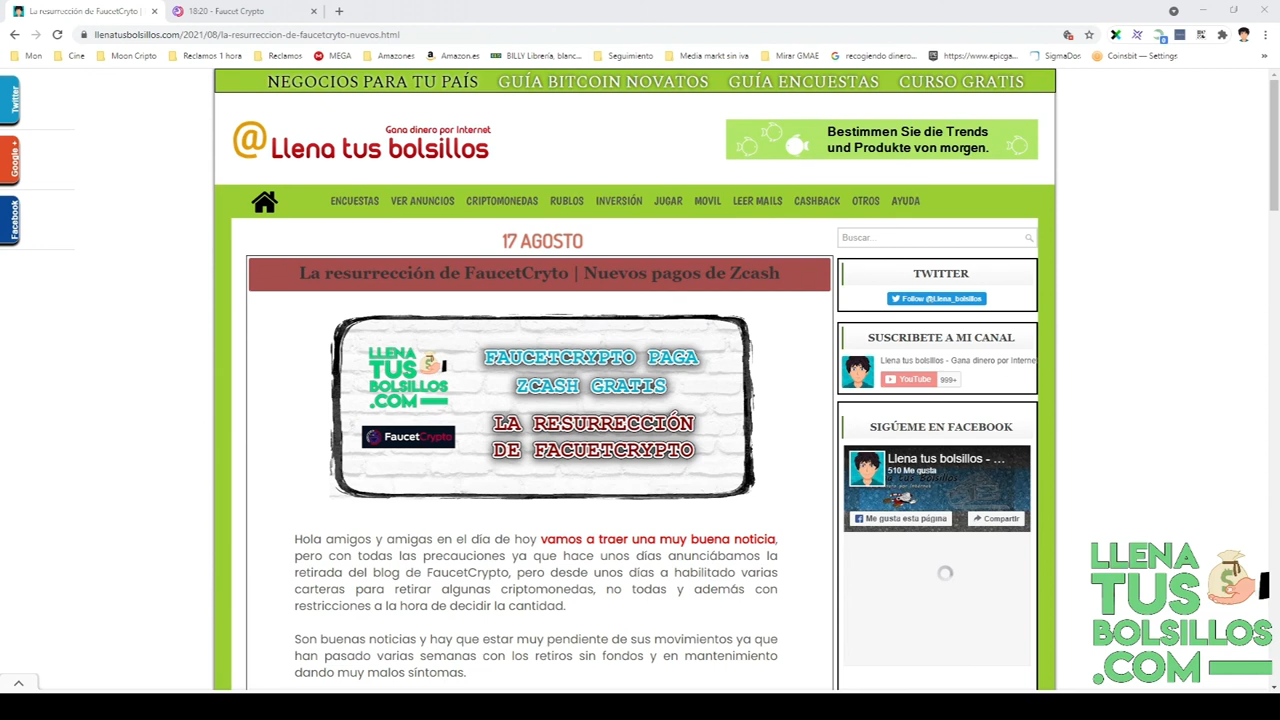 La resurrección de FaucetCryto | Nuevos pa
18:20 - Faucet Crypto
llenatusbolsillos.com/2021/08/la-resurreccion-de-faucetcryto-nuevos.html
Mon
Cine
Moon Cripto
Reclamos 1 hora
Reclamos
MEGA
Amazones
Amazon.es
BILLY Librería, blanc...
Seguimiento
Media markt sin iva
Mirar GMAE
recogiendo dinero...
https://www.epicga...
SigmaDos
Coinsbit — Settings
NEGOCIOS PARA TU PAÍS GUÍA BITCOIN NOVATOS GUÍA ENCUESTAS CURSO GRATIS
Twitter
Google +
Facebook
Gana dinero por Internet
@Llena tus bolsillos
Bestimmen Sie die Trends
und Produkte von morgen.
ENCUESTAS VER ANUNCIOS CRIPTOMONEDAS RUBLOS INVERSIÓN JUGAR MOVIL LEER MAILS CASHBACK OTROS AYUDA
17 AGOSTO
La resurrección de FaucetCryto | Nuevos pagos de Zcash
LLENA
TUS
BOLSILLOS
.COM
FaucetCrypto
FAUCETCRYPTO PAGA
ZCASH GRATIS
LA RESURRECCIÓN
DE FACUETCRYPTO
Hola amigos y amigas en el día de hoy vamos a traer una muy buena noticia,
pero con todas las precauciones ya que hace unos días anunciábamos la
retirada del blog de FaucetCrypto, pero desde unos días a habilitado varias
carteras para retirar algunas criptomonedas, no todas y además con
restricciones a la hora de decidir la cantidad.
Son buenas noticias y hay que estar muy pendiente de sus movimientos ya que
han pasado varias semanas con los retiros sin fondos y en mantenimiento
dando muy malos síntomas.
Buscar...
TWITTER
Follow @Llena_bolsillos
SUSCRIBETE A MI CANAL
Llena tus bolsillos - Gana dinero por Interne
YouTube 999+
SIGÚEME EN FACEBOOK
Llena tus bolsillos - ...
510 Me gusta
Me gusta esta página
Compartir
LLENA
TUS
BOLSILLOS
.COM